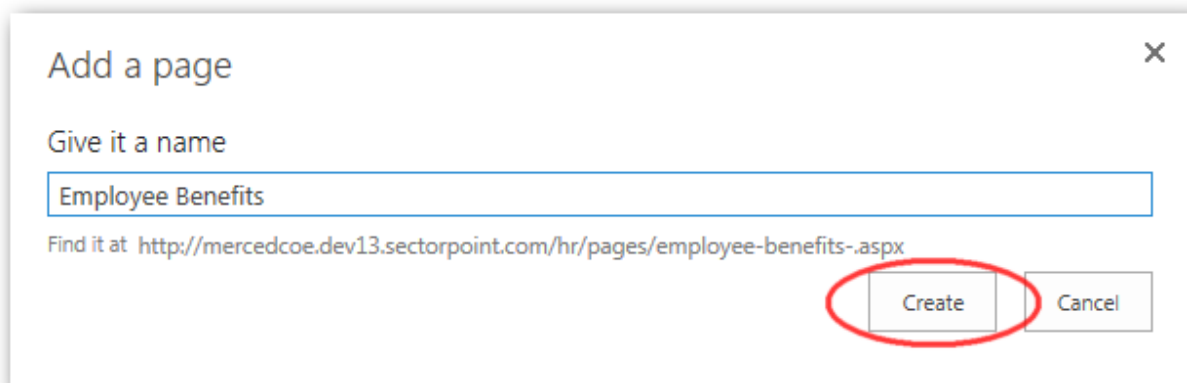 Add a page
Give it a name
Employee Benefits
Find it at http://mercedcoe.dev13.sectorpoint.com/hr/pages/employee-benefits-.aspx
Create Cancel